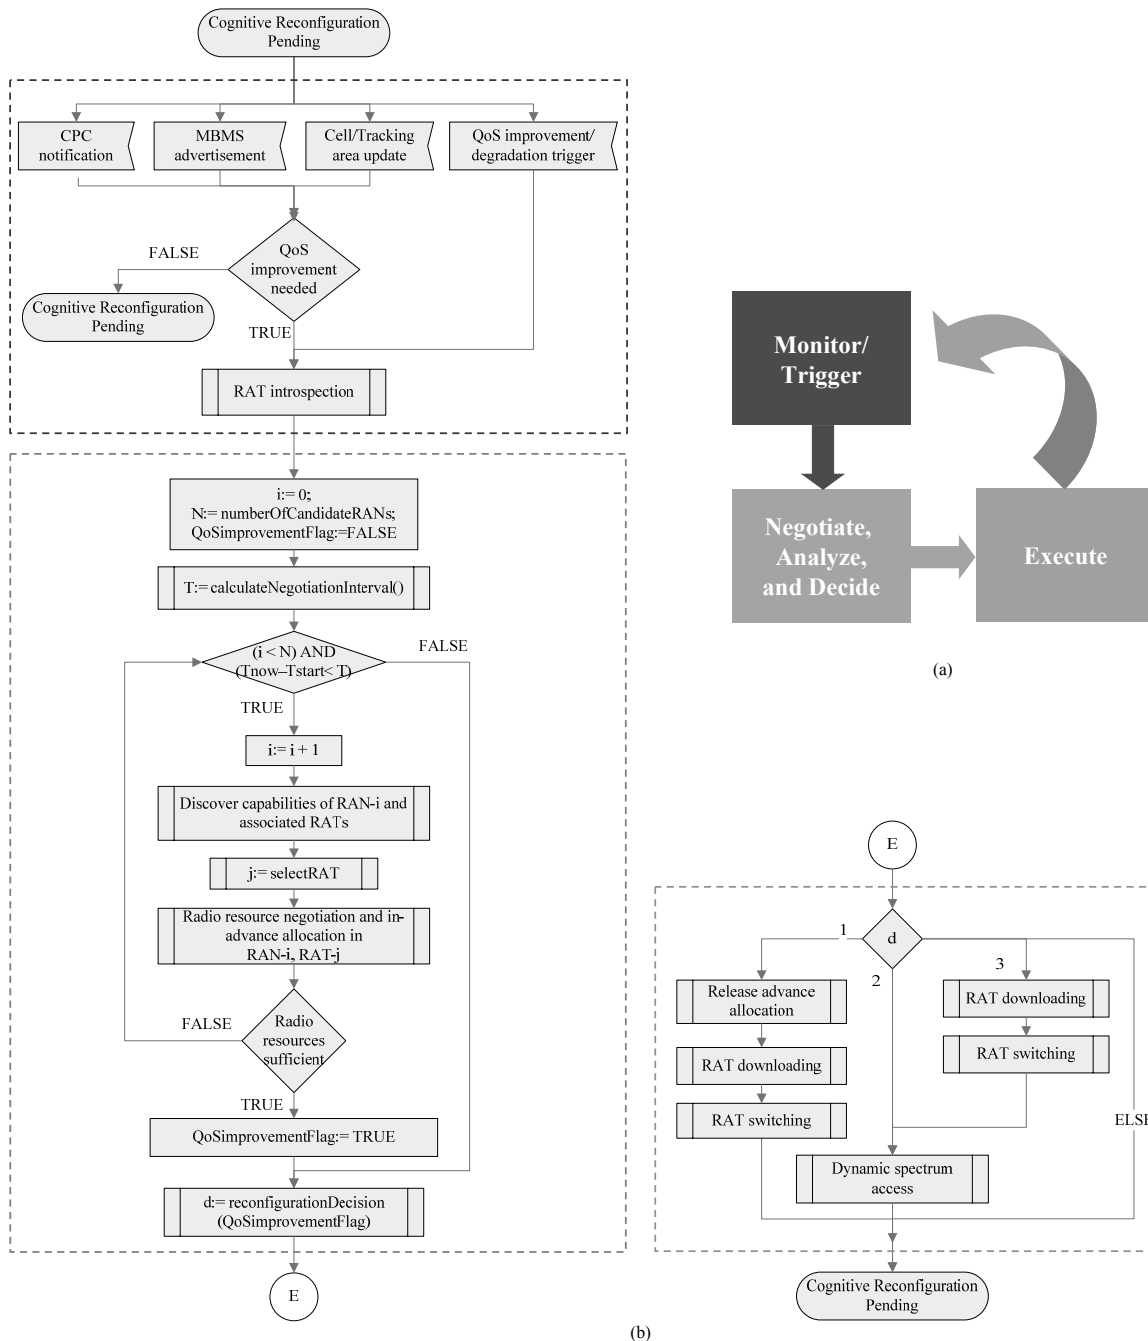 Cognitive Reconfiguration
Pending
CPC
notification
MBMS
advertisement
Cell/Tracking
area update
QoS improvement/
degradation trigger
FALSE
QoS
improvement
needed
Cognitive Reconfiguration
Pending
TRUE
RAT introspection
i:= 0;
N:= numberOfCandidateRANs;
QoSimprovementFlag:=FALSE
T:= calculateNegotiationInterval()
(i < N) AND
(Tnow–Tstart< T)
FALSE
TRUE
i:= i + 1
Discover capabilities of RAN-i and
associated RATs
j:= selectRAT
Radio resource negotiation and in-
advance allocation in
RAN-i, RAT-j
FALSE
Radio
resources
sufficient
TRUE
QoSimprovementFlag:= TRUE
d:= reconfigurationDecision
(QoSimprovementFlag)
E
Monitor/
Trigger
Negotiate,
Analyze,
and Decide
Execute
(a)
E
d
1
2
3
Release advance
allocation
RAT downloading
RAT switching
RAT downloading
RAT switching
ELSE
Dynamic spectrum
access
Cognitive Reconfiguration
Pending
(b)